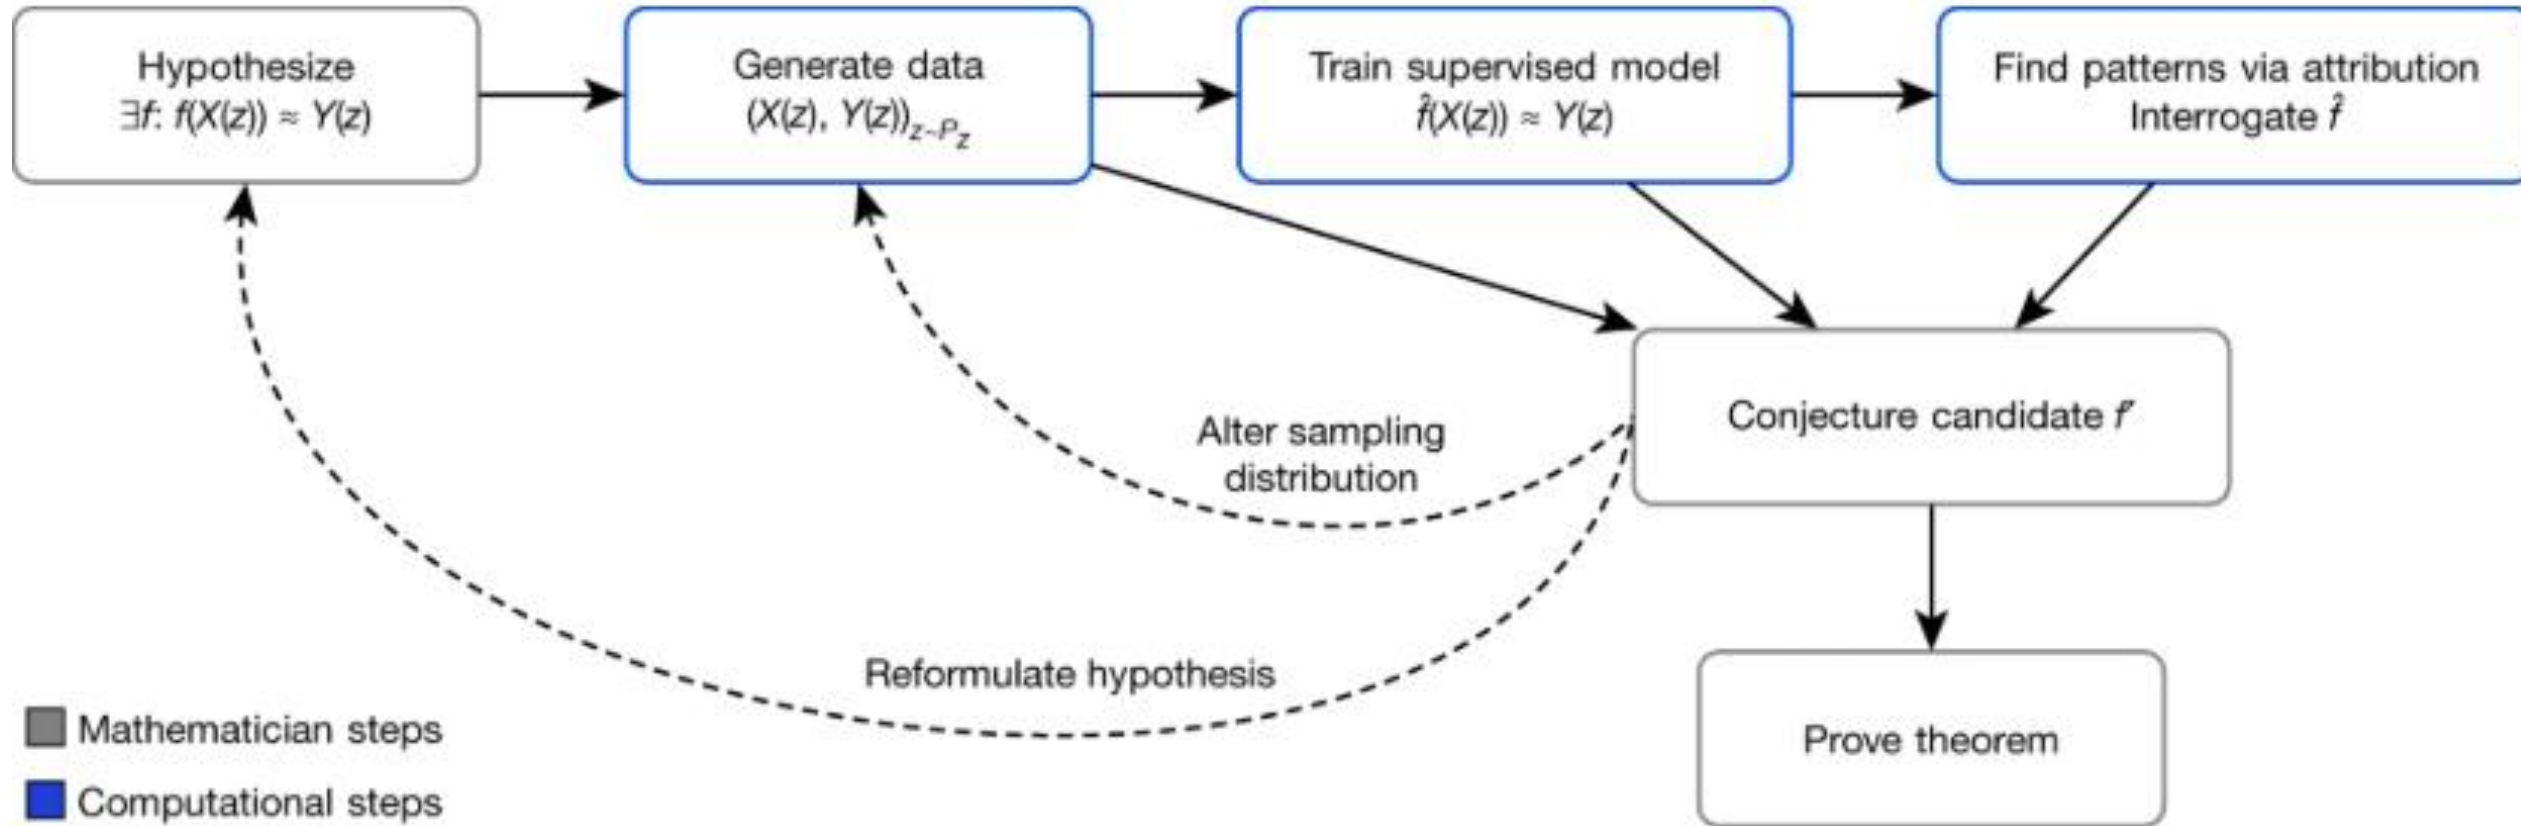 Hypothesize
∃f: f(X(z)) ≈ Y(z)
Generate data
(X(z), Y(z))_{z~P_z}
Train supervised model
f̂(X(z)) ≈ Y(z)
Find patterns via attribution
Interrogate f̂
Alter sampling
distribution
Conjecture candidate f′
Reformulate hypothesis
Prove theorem
Mathematician steps
Computational steps